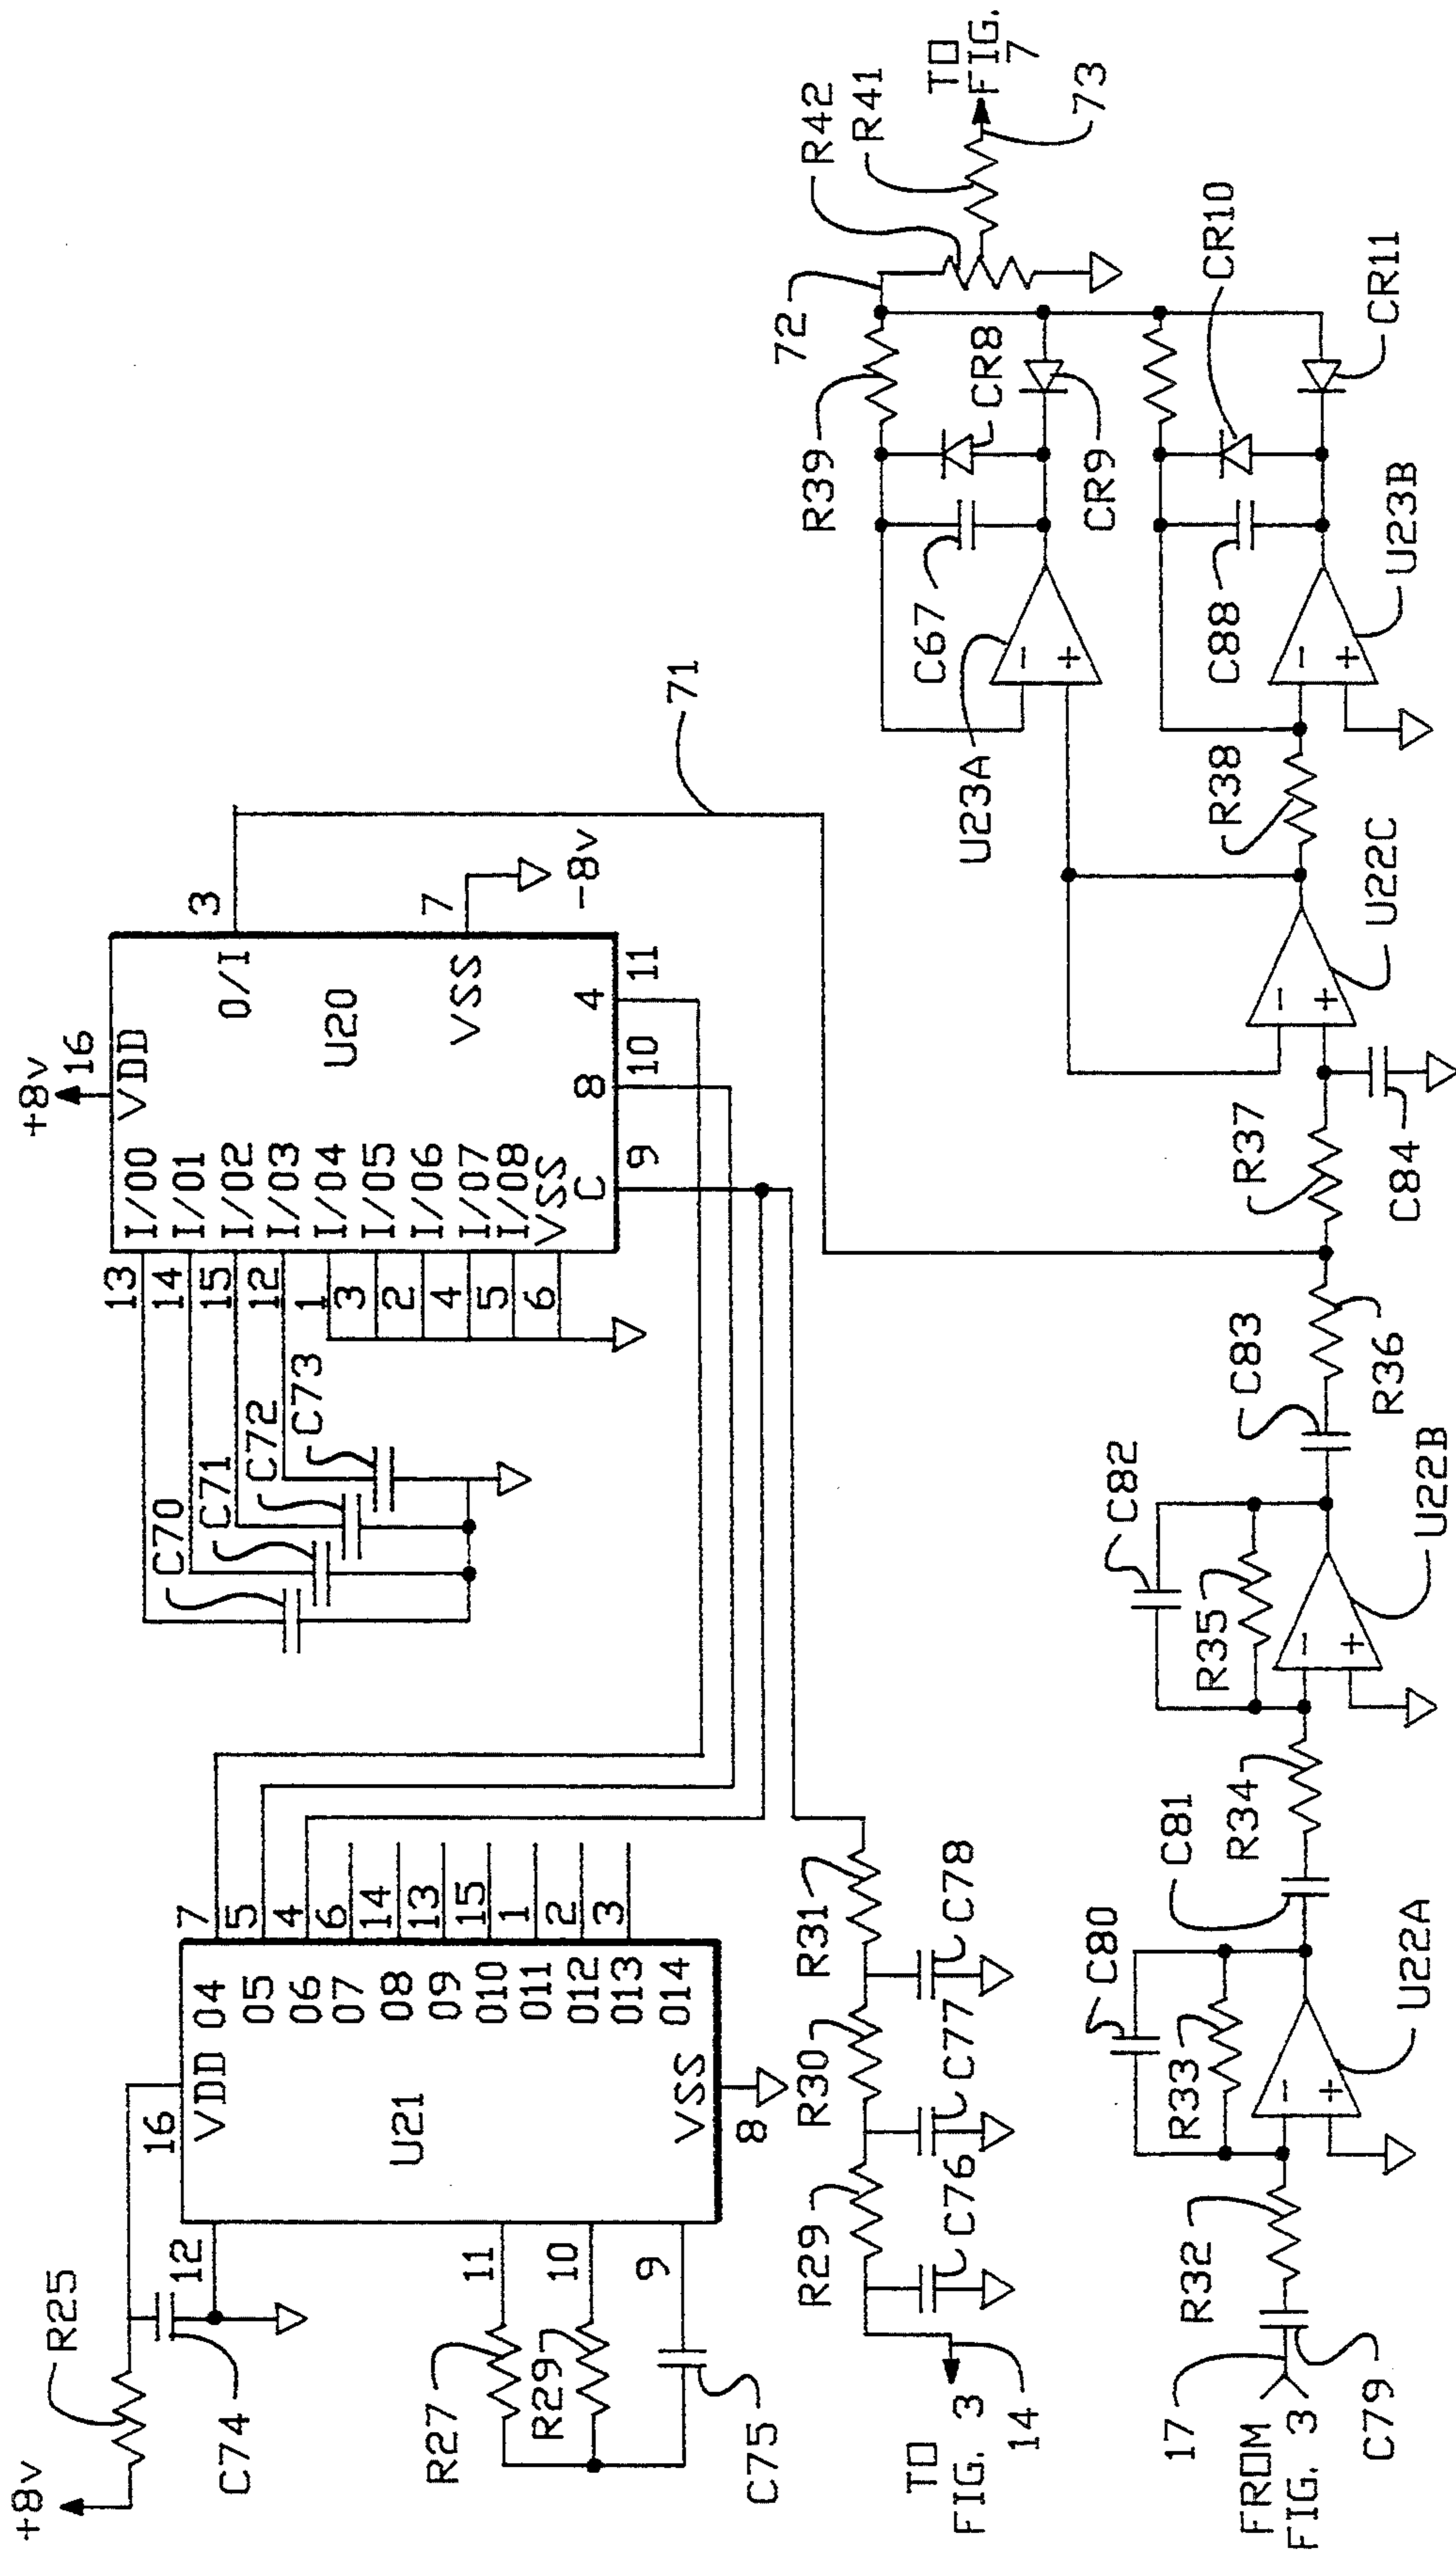 +8v
R25
C74
12
16
VDD
04
05
06
07
08
09
010
011
012
013
014
VSS
U21
8
7
5
4
6
14
13
15
1
2
3
11
10
9
R27
R29
C75
+8v
16
VDD
I/00
I/01
I/02
I/03
I/04
I/05
I/06
I/07
I/08
VSS
C
8
4
O/I
U20
VSS
3
7
-8v
13
14
15
12
1
3
2
4
5
6
9
10
11
C70
C71
C72
C73
71
TO
FIG. 3
14
R29
R30
R31
C76
C77
C78
FROM
FIG. 3
17
C79
R32
R33
C80
-
+
U22A
C81
R34
R35
C82
-
+
U22B
C83
R36
R37
C84
-
+
U22C
R38
U23A
-
+
C67
R39
CR8
CR9
72
R42
R41
TO
FIG.
7
73
-
+
U23B
C88
CR10
CR11